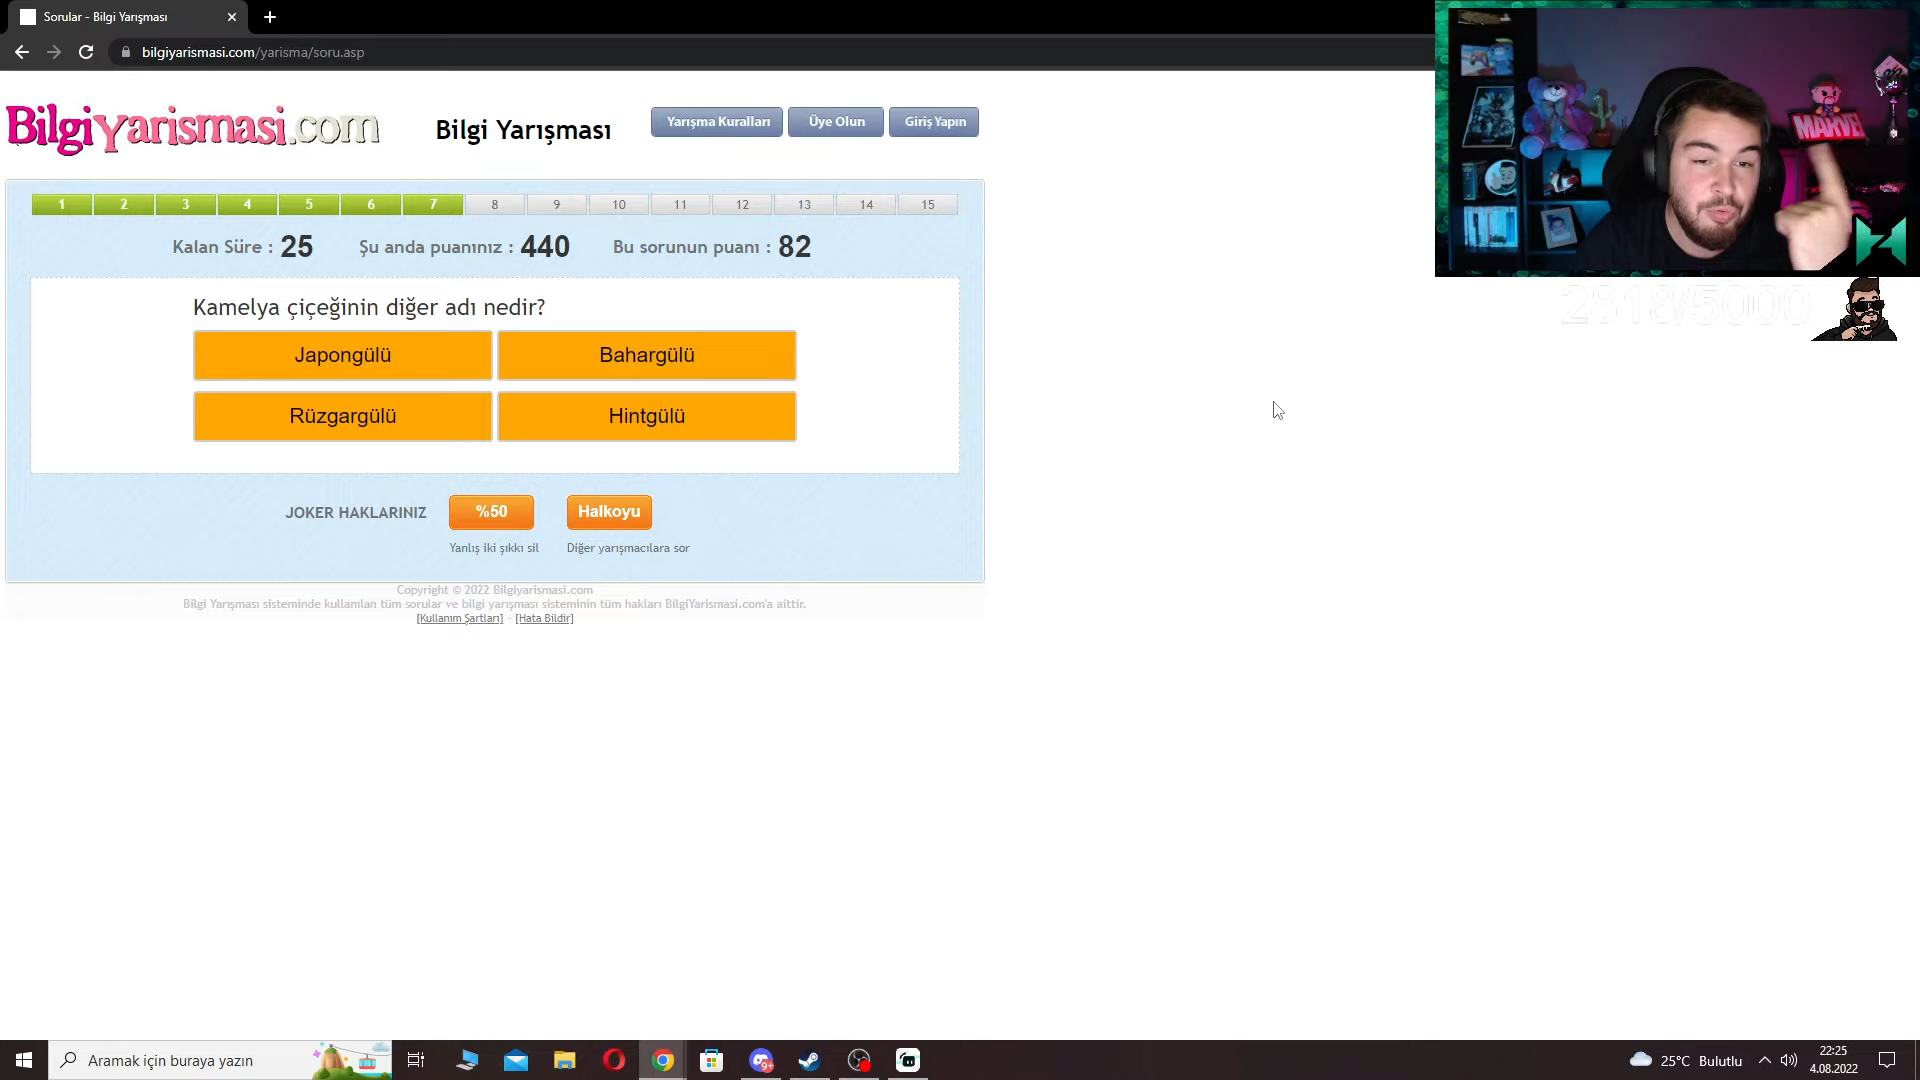 Sorular - Bilgi Yarışması
bilgiyarismasi.com/yarisma/soru.asp
Bilgiyarismasi.com
Bilgi Yarışması
Yarışma Kuralları
Üye Olun
Giriş Yapın
1 2 3 4 5 6 7 8 9 10 11 12 13 14 15
Kalan Süre : 25 Şu anda puanınız : 440 Bu sorunun puanı : 82
Kamelya çiçeğinin diğer adı nedir?
Japongülü
Bahargülü
Rüzgargülü
Hintgülü
JOKER HAKLARINIZ
%50
Halkoyu
Yanlış iki şıkkı sil
Diğer yarışmacılara sor
Copyright © 2022 Bilgiyarismasi.com
Bilgi Yarışması sisteminde kullanılan tüm sorular ve bilgi yarışması sisteminin tüm hakları BilgiYarismasi.com'a aittir.
[Kullanım Şartları] - [Hata Bildir]
MARVEL
2318/5000
Aramak için buraya yazın
9+
25°C Bulutlu
22:25
4.08.2022